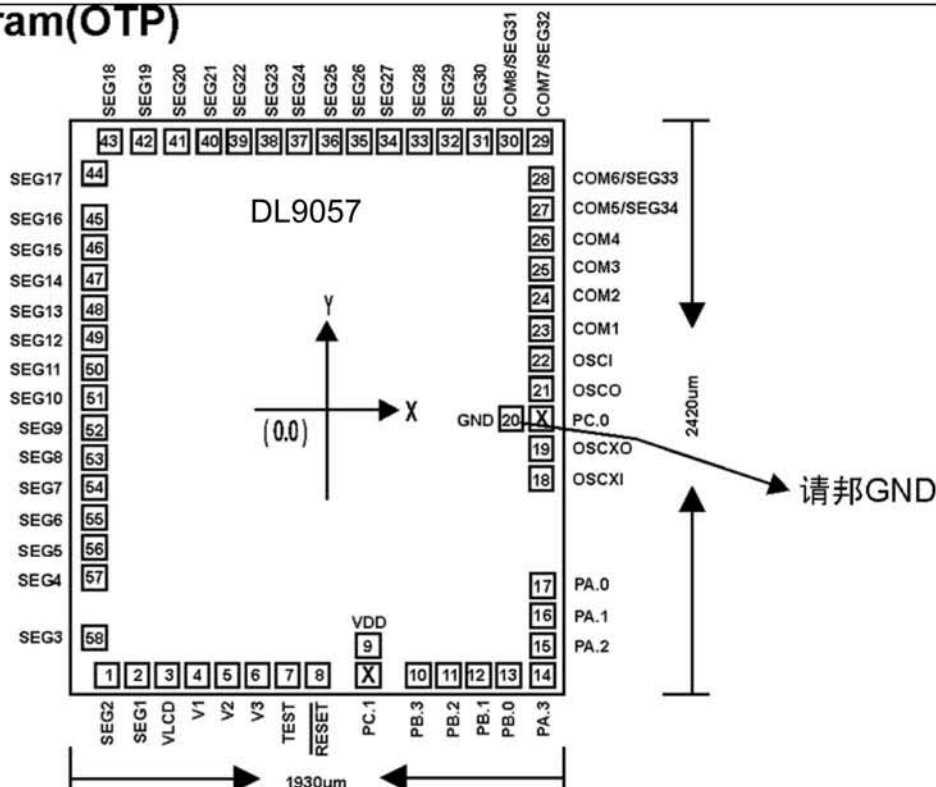 ram(OTP)
SEG18
SEG19
SEG20
SEG21
SEG22
SEG23
SEG24
SEG25
SEG26
SEG27
SEG28
SEG29
SEG30
COM8/SEG31
COM7/SEG32
43 42 41 40 39 38 37 36 35 34 33 32 31 30 29
SEG17 44 28 COM6/SEG33
DL9057
27 COM5/SEG34
SEG16 45
26 COM4
SEG15 46
25 COM3
SEG14 47
24 COM2
SEG13 48
Y
23 COM1
SEG12 49
22 OSCI
SEG11 50
21 OSCO
SEG10 51
X
GND 20 X PC.0
2420um
SEG9 52
(0.0)
19 OSCXO
SEG8 53
18 OSCXI
SEG7 54
请邦GND
SEG6 55
SEG5 56
SEG4 57
17 PA.0
16 PA.1
VDD
SEG3 58
9
15 PA.2
1 2 3 4 5 6 7 8 X 10 11 12 13 14
SEG2
SEG1
VLCD
V1
V2
V3
TEST
RESET
PC.1
PB.3
PB.2
PB.1
PB.0
PA.3
1930um